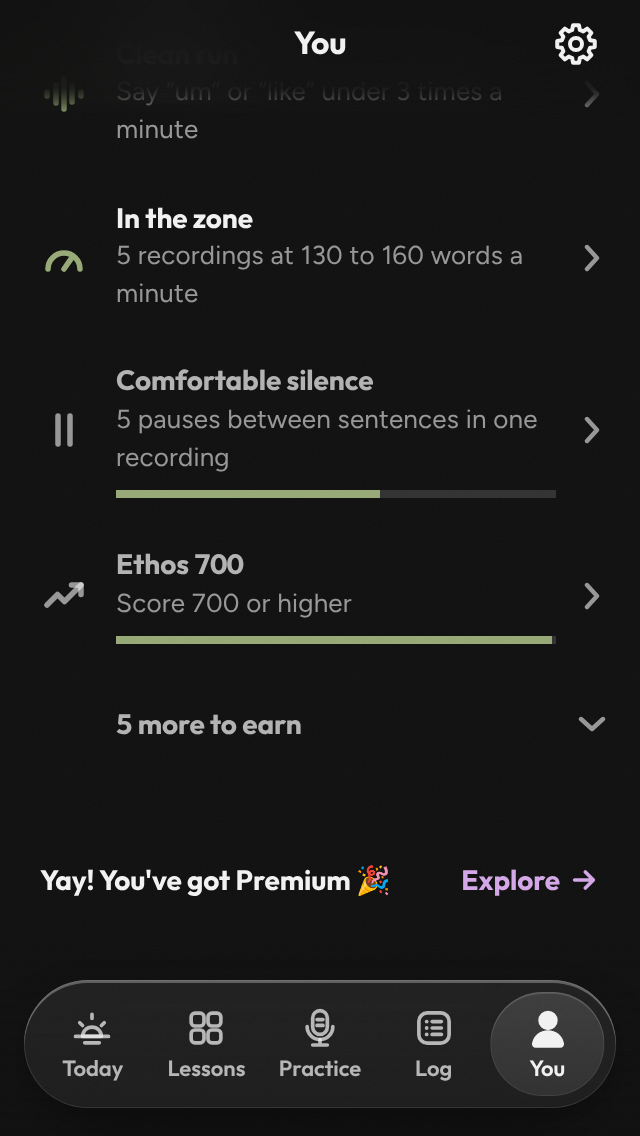 You
Clean run
Say "um" or "like" under 3 times a
minute
In the zone
5 recordings at 130 to 160 words a
minute
Comfortable silence
5 pauses between sentences in one
recording
Ethos 700
Score 700 or higher
5 more to earn
Yay! You've got Premium 🎉 Explore →
Today Lessons Practice Log You